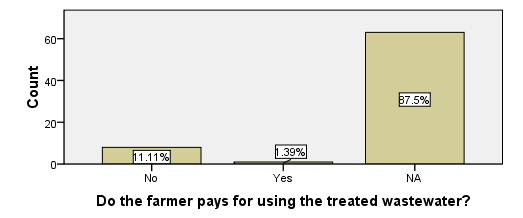 Count
60
40
20
0
11.11%
1.39%
87.5%
No
Yes
NA
Do the farmer pays for using the treated wastewater?